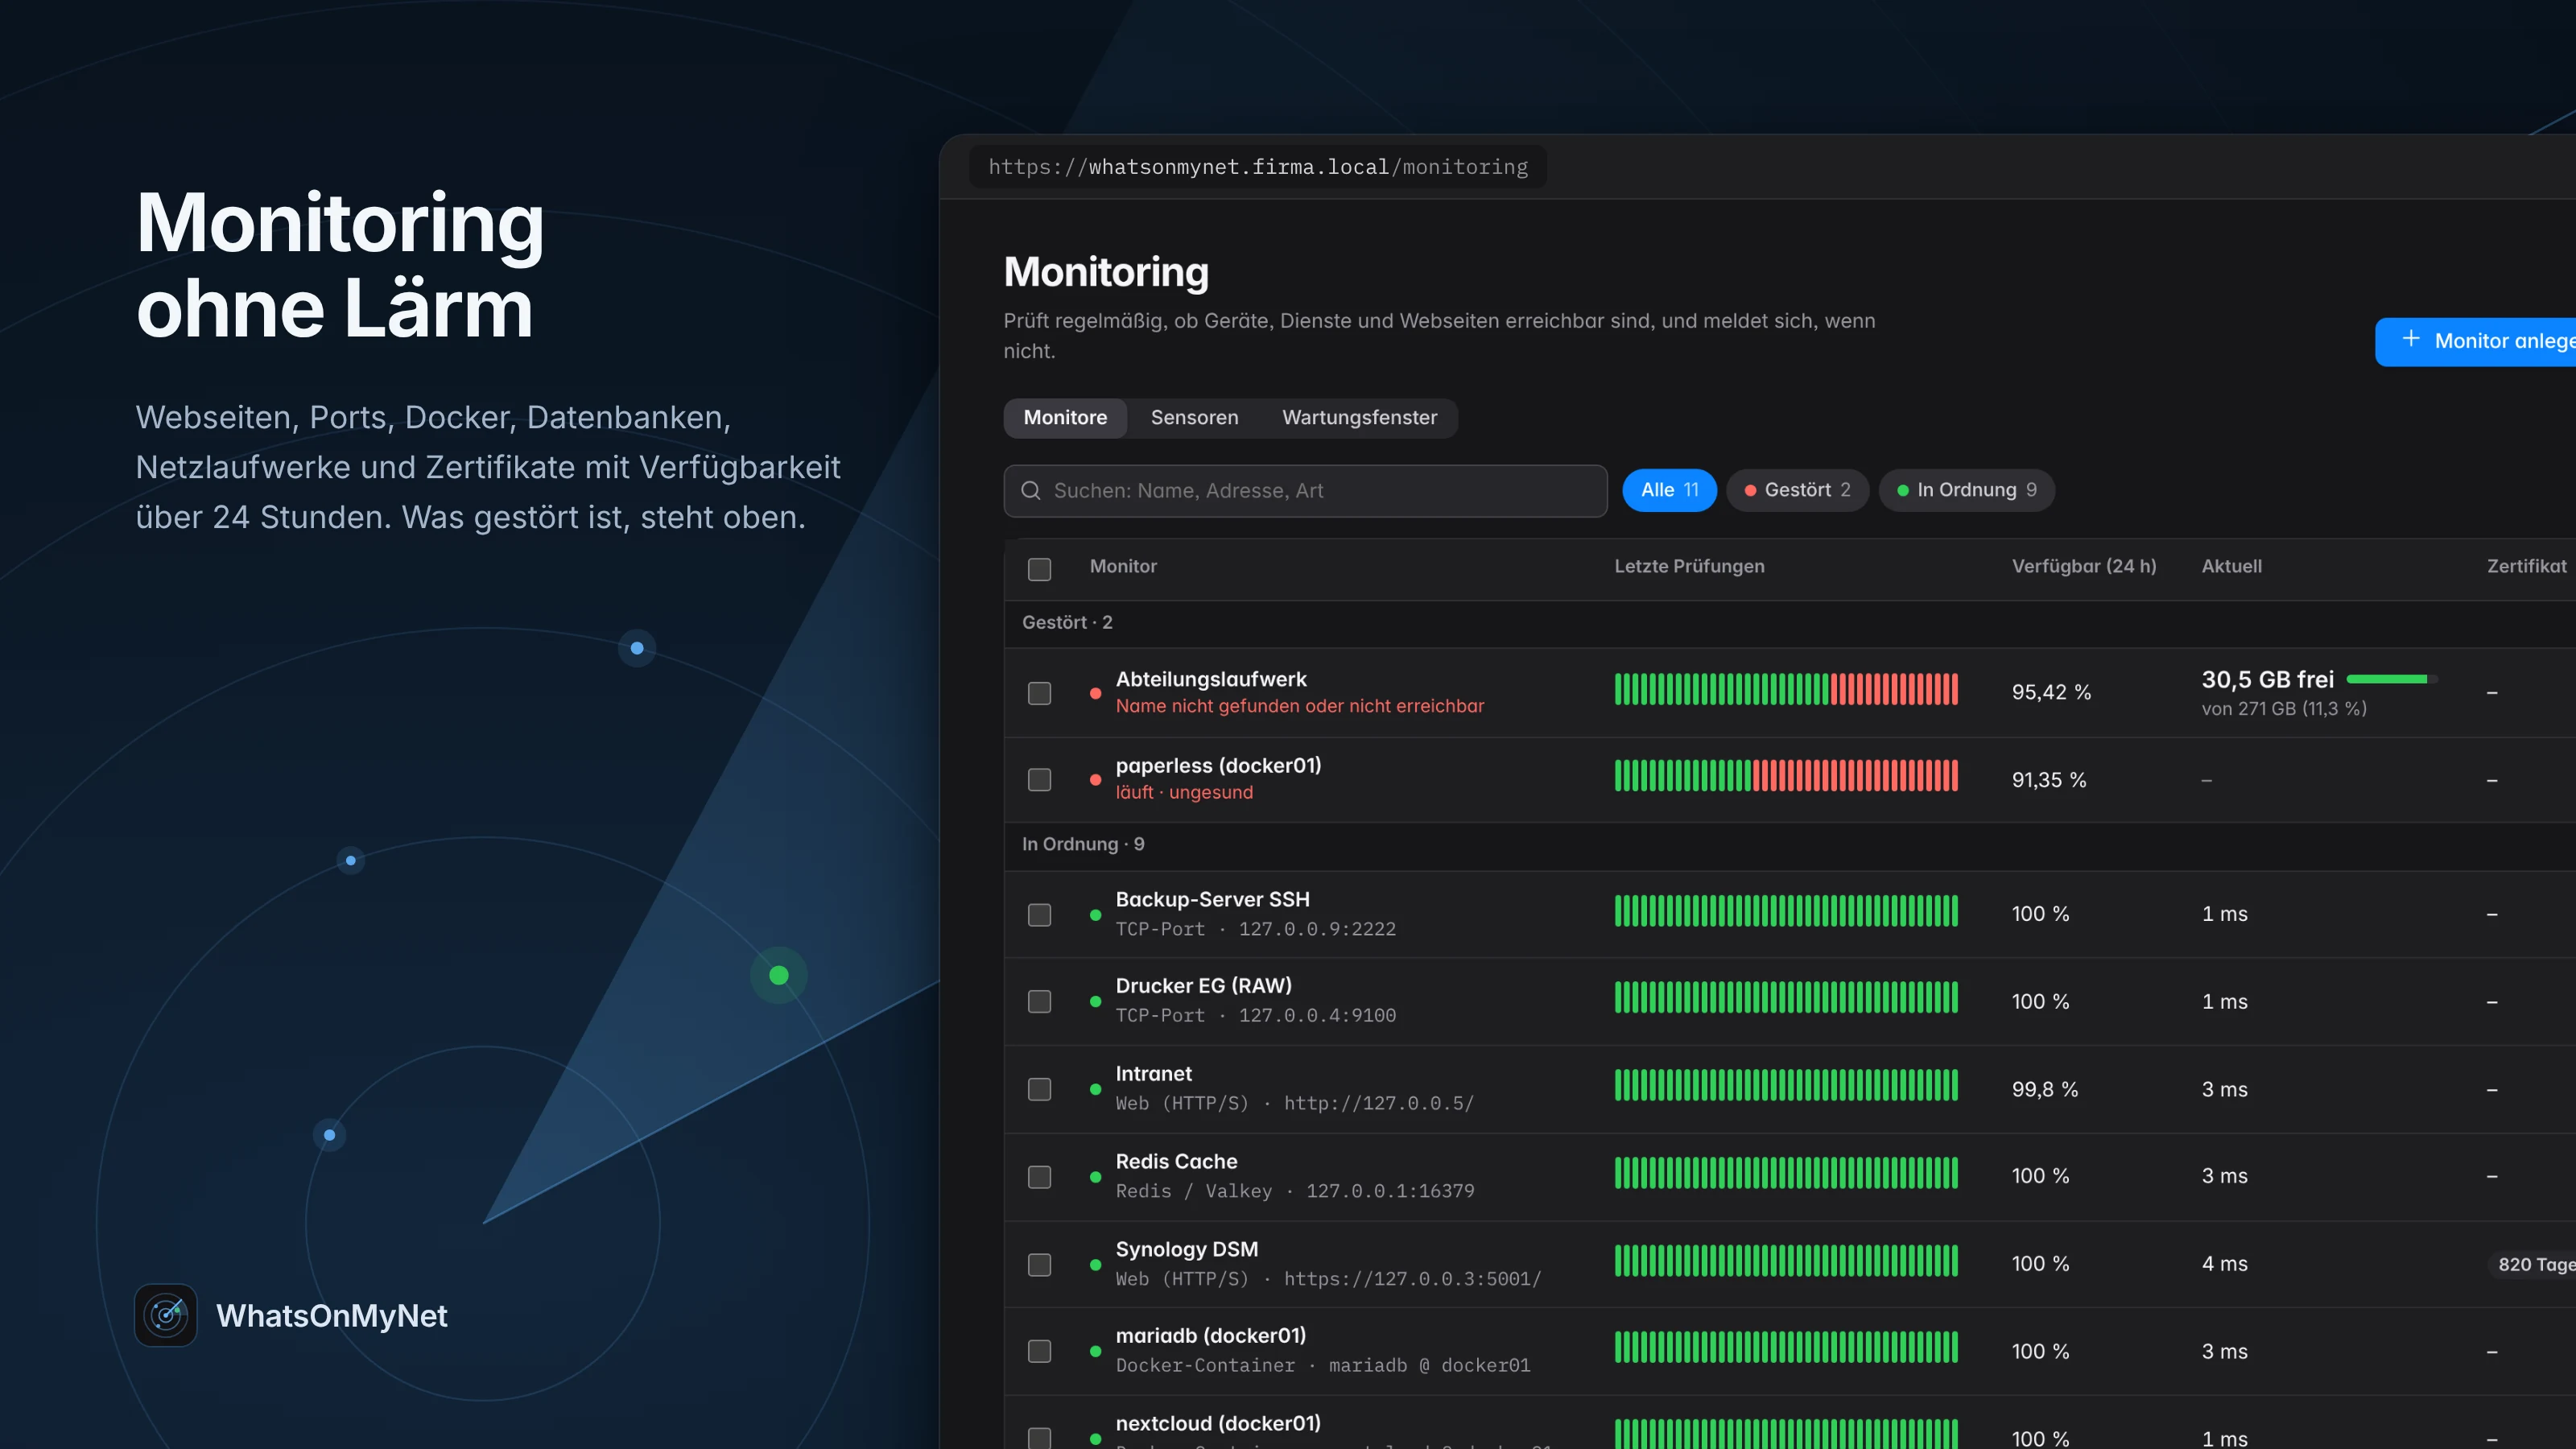 Monitoring
ohne Lärm
Webseiten, Ports, Docker, Datenbanken,
Netzlaufwerke und Zertifikate mit Verfügbarkeit
über 24 Stunden. Was gestört ist, steht oben.
WhatsOnMyNet
https://whatsonmynet.firma.local/monitoring
Monitoring
Prüft regelmäßig, ob Geräte, Dienste und Webseiten erreichbar sind, und meldet sich, wenn
nicht.
+ Monitor anlege
Monitore Sensoren Wartungsfenster
Suchen: Name, Adresse, Art
Alle 11 Gestört 2 In Ordnung 9
Monitor Letzte Prüfungen Verfügbar (24 h) Aktuell Zertifikat
Gestört · 2
Abteilungslaufwerk
Name nicht gefunden oder nicht erreichbar
95,42 %
30,5 GB frei
von 271 GB (11,3 %)
–
paperless (docker01)
läuft · ungesund
91,35 % – –
In Ordnung · 9
Backup-Server SSH
TCP-Port · 127.0.0.9:2222
100 % 1 ms –
Drucker EG (RAW)
TCP-Port · 127.0.0.4:9100
100 % 1 ms –
Intranet
Web (HTTP/S) · http://127.0.0.5/
99,8 % 3 ms –
Redis Cache
Redis / Valkey · 127.0.0.1:16379
100 % 3 ms –
Synology DSM
Web (HTTP/S) · https://127.0.0.3:5001/
100 % 4 ms 820 Tage
mariadb (docker01)
Docker-Container · mariadb @ docker01
100 % 3 ms –
nextcloud (docker01)
100 % 1 ms –